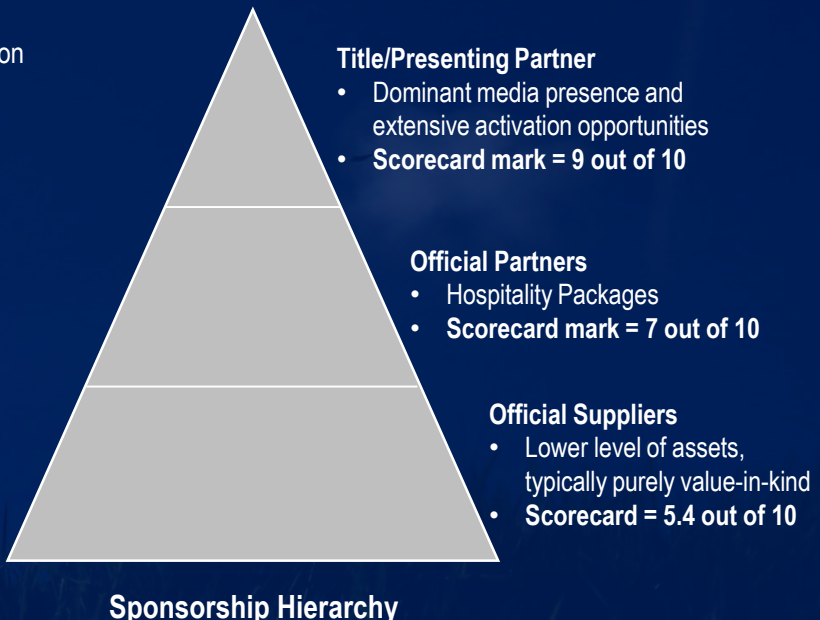 on
Title/Presenting Partner
• Dominant media presence and
extensive activation opportunities
• Scorecard mark = 9 out of 10
Official Partners
• Hospitality Packages
• Scorecard mark = 7 out of 10
Official Suppliers
• Lower level of assets,
typically purely value-in-kind
• Scorecard = 5.4 out of 10
Sponsorship Hierarchy